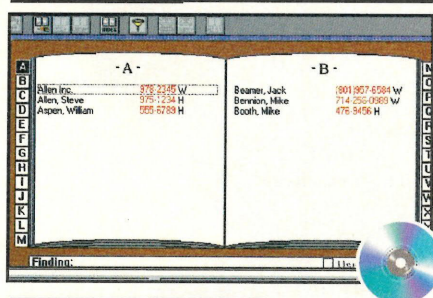 - A -
Allen Inc. 978-2345 W
Allen, Steve 975-1234 H
Aspen, William 555-6789 H
- B -
Beamer, Jack (801)957-6584 W
Bennion, Mike 714-256-0989 W
Booth, Mike 476-9456 H
A
B
C
D
E
F
G
H
I
J
K
L
M
N
O
P
Q
R
S
T
U
V
W
X
Finding: